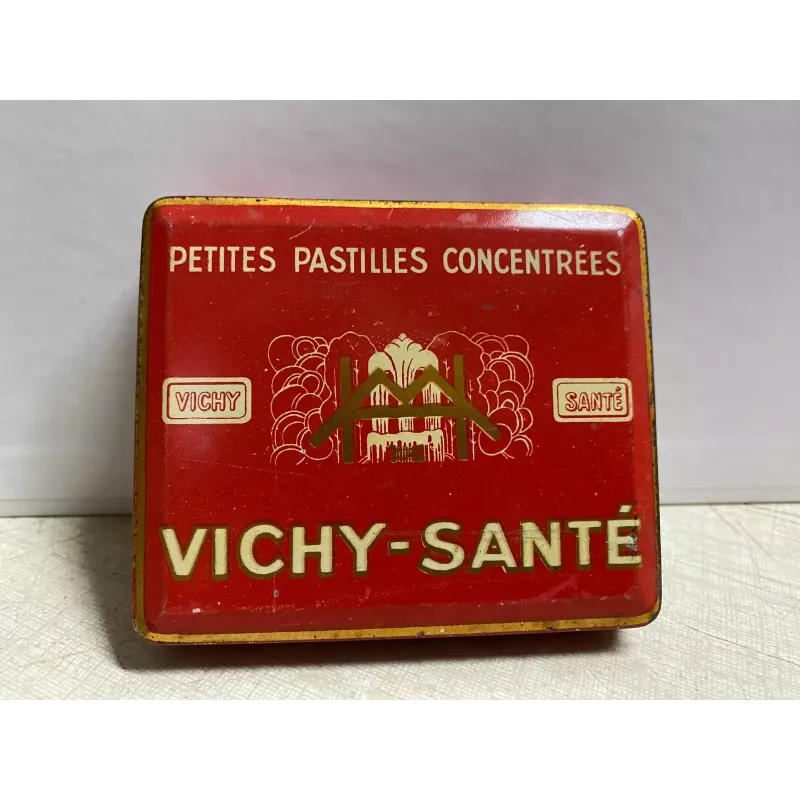 PETITES PASTILLES CONCENTRÉES
VICHY
SANTÉ
VICHY-SANTÉ